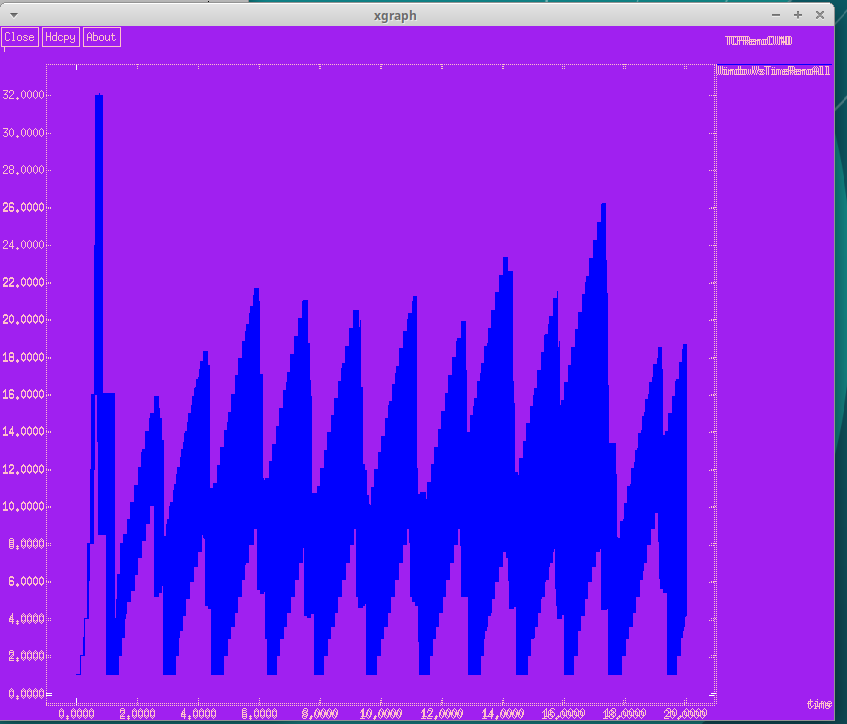 xgraph
Close Hdcpy About
TCPRenoCWND
WindowVsTimeRenoAll
32.0000
30.0000
28.0000
26.0000
24.0000
22.0000
20.0000
18.0000
16.0000
14.0000
12.0000
10.0000
8.0000
6.0000
4.0000
2.0000
0.0000
time
0.0000 2.0000 4.0000 6.0000 8.0000 10.0000 12.0000 14.0000 16.0000 18.0000 20.0000